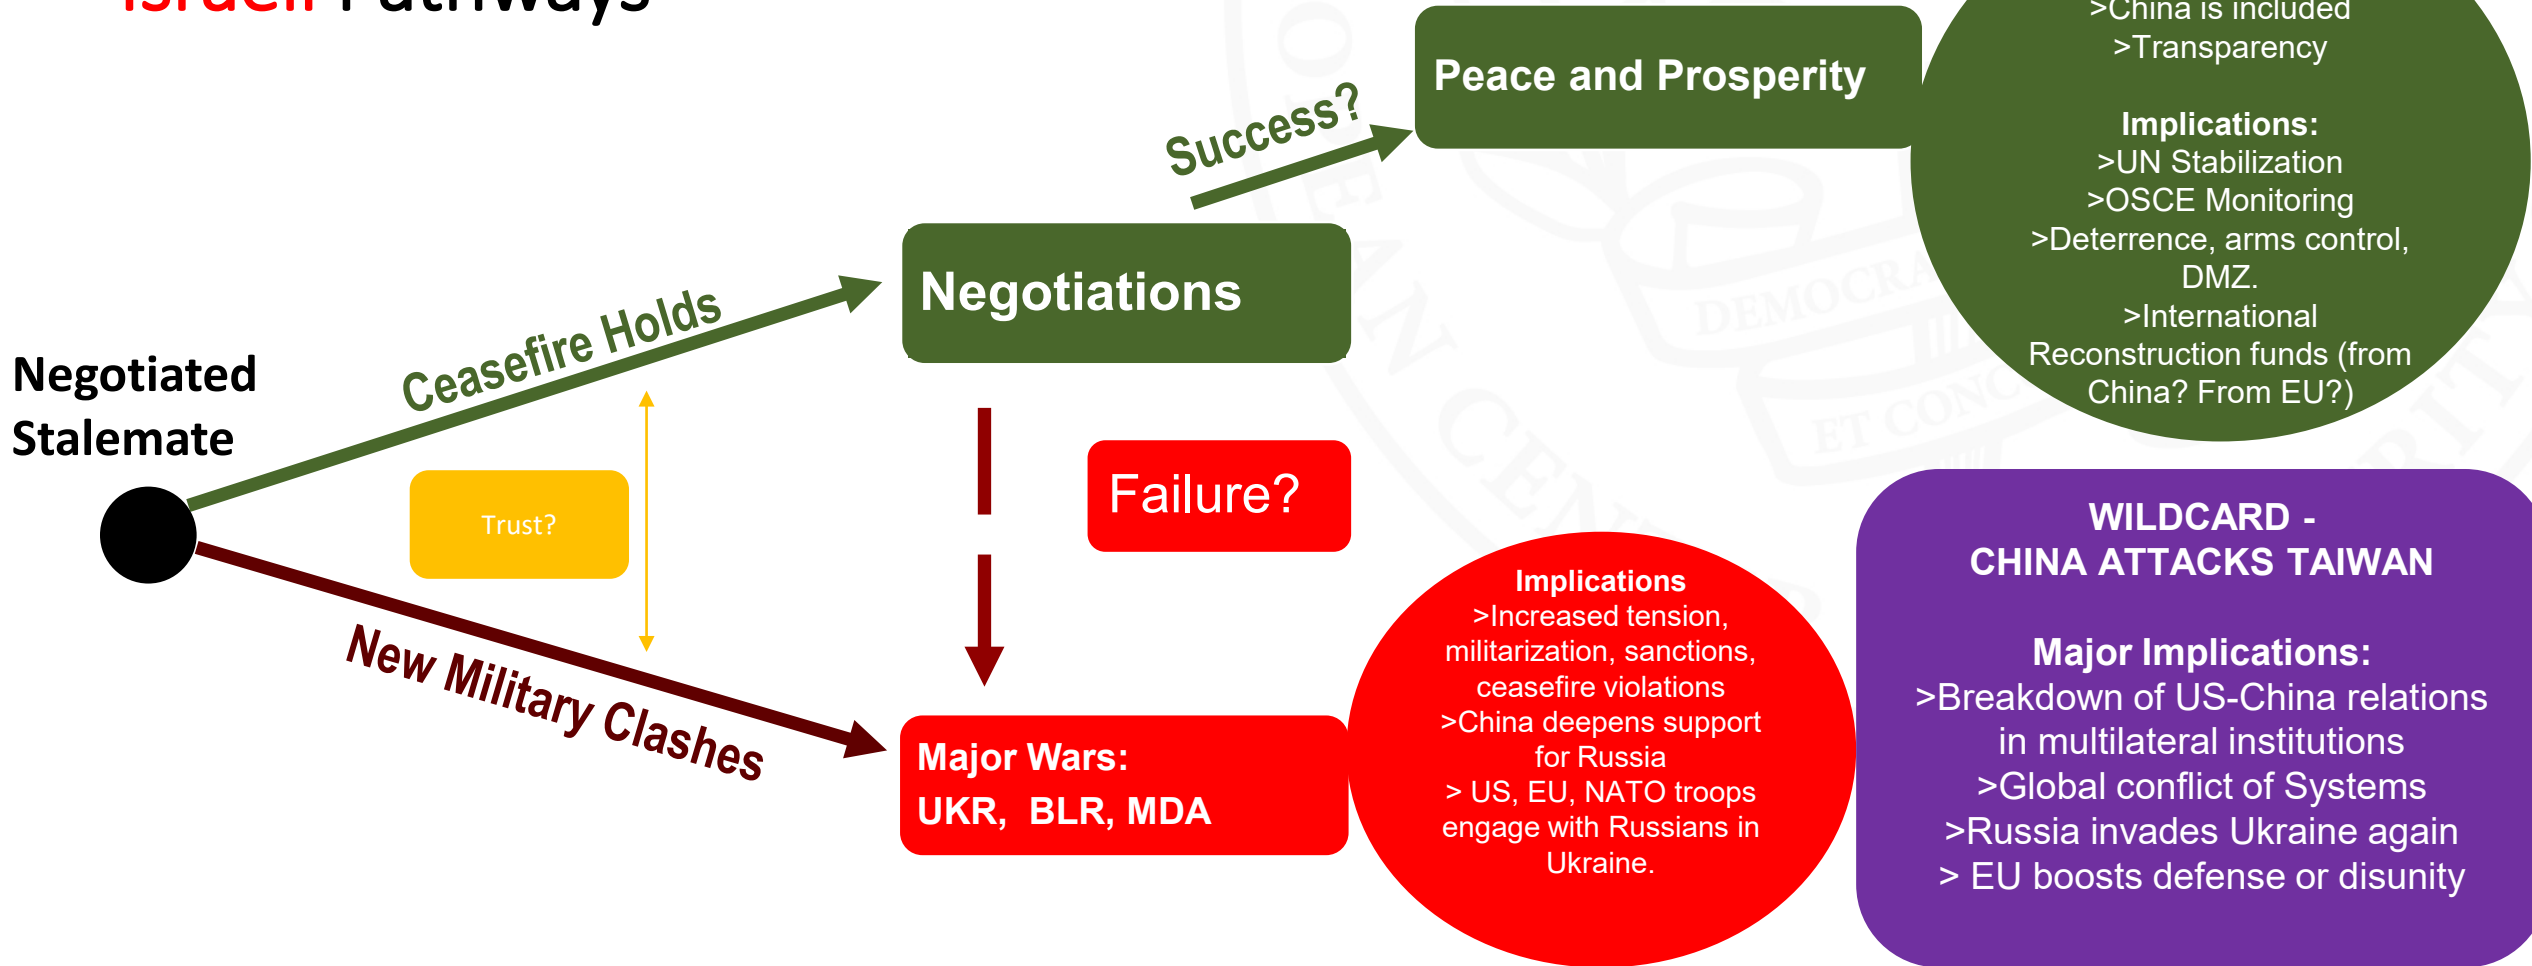 Israeli Pathways
>China is included
>Transparency
Peace and Prosperity
Success?
Implications:
>UN Stabilization
>OSCE Monitoring
>Deterrence, arms control,
DMZ.
>International
Reconstruction funds (from
China? From EU?)
Negotiations
Ceasefire Holds
Negotiated
Stalemate
Trust?
Failure?
New Military Clashes
Major Wars:
UKR, BLR, MDA
Implications
>Increased tension,
militarization, sanctions,
ceasefire violations
>China deepens support
for Russia
> US, EU, NATO troops
engage with Russians in
Ukraine.
WILDCARD -
CHINA ATTACKS TAIWAN
Major Implications:
>Breakdown of US-China relations
in multilateral institutions
>Global conflict of Systems
>Russia invades Ukraine again
> EU boosts defense or disunity